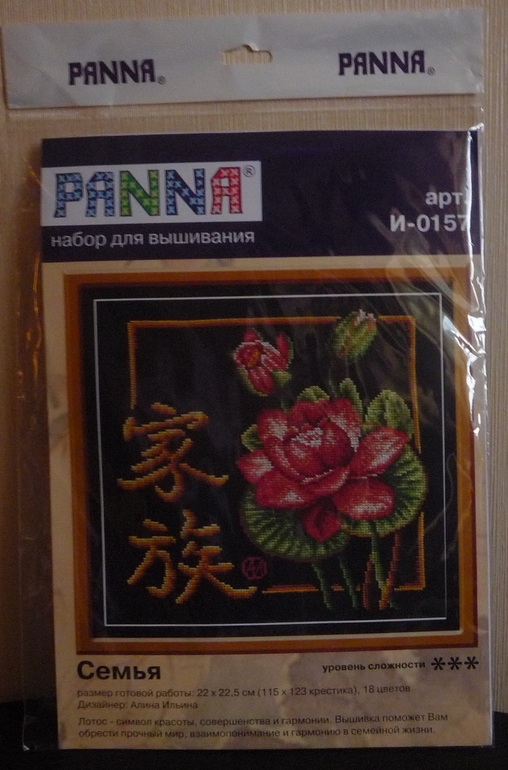 PANNA® PANNA®
PANNA®
набор для вышивания
арт.
И-0157
家
族
Семья
уровень сложности ***
размер готовой работы: 22 х 22,5 см (115 х 123 крестика), 18 цветов
Дизайнер: Алина Ильина
Лотос - символ красоты, совершенства и гармонии. Вышивка поможет Вам
обрести прочный мир, взаимопонимание и гармонию в семейной жизни.